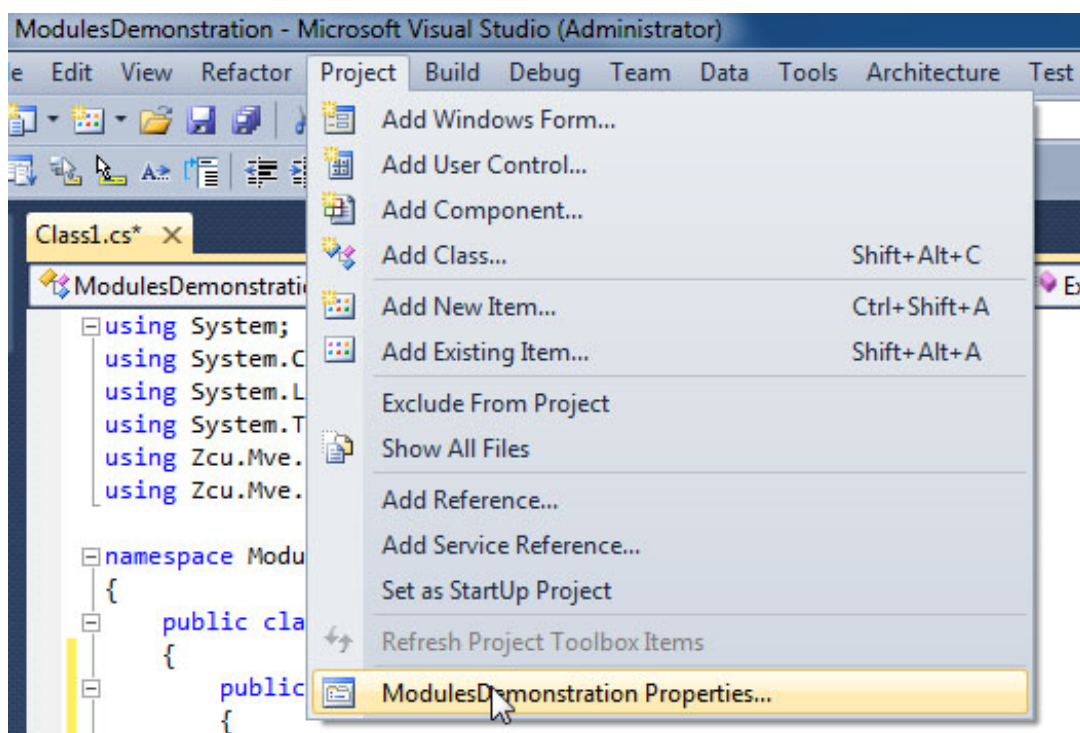 ModulesDemonstration - Microsoft Visual Studio (Administrator)
e Edit View Refactor Project Build Debug Team Data Tools Architecture Test
Add Windows Form...
Add User Control...
Add Component...
Class1.cs*
Add Class... Shift+Alt+C
ModulesDemonstrati
Add New Item... Ctrl+Shift+A
using System;
Add Existing Item... Shift+Alt+A
using System.C
using System.L
Exclude From Project
using System.T
Show All Files
using Zcu.Mve.
using Zcu.Mve.
Add Reference...
Add Service Reference...
namespace Modu
{
Set as StartUp Project
public cla
Refresh Project Toolbox Items
{
public
ModulesDemonstration Properties...
{